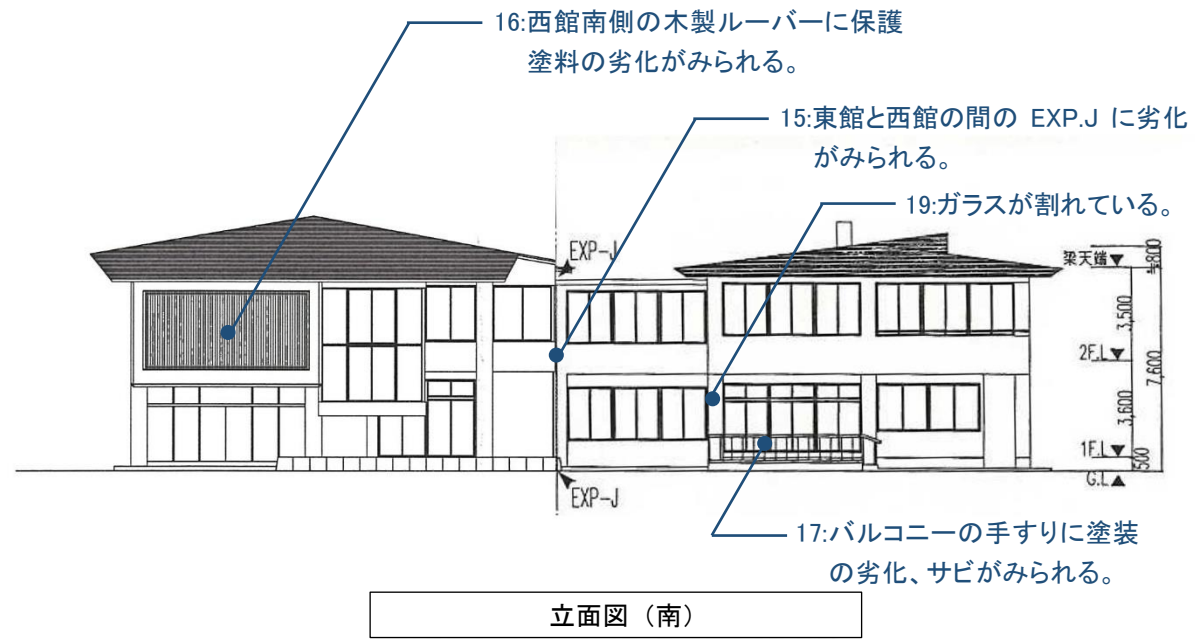 16:西館南側の木製ルーバーに保護
塗料の劣化がみられる。
15:東館と西館の間の EXP.J に劣化
がみられる。
19:ガラスが割れている。
EXP-J
梁天端▼
≒800
3,500
2F.L▼
7,600
3,600
1F.L▼
500
G.L▲
EXP-J
17:バルコニーの手すりに塗装
の劣化、サビがみられる。
立面図（南）